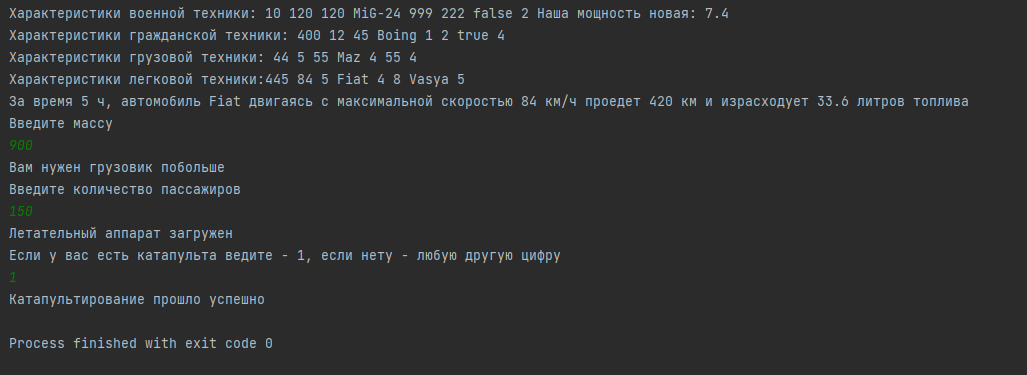 Характеристики военной техники: 10 120 120 MiG-24 999 222 false 2 Наша мощность новая: 7.4
Характеристики гражданской техники: 400 12 45 Boing 1 2 true 4
Характеристики грузовой техники: 44 5 55 Maz 4 55 4
Характеристики легковой техники:445 84 5 Fiat 4 8 Vasya 5
За время 5 ч, автомобиль Fiat двигаясь с максимальной скоростью 84 км/ч проедет 420 км и израсходует 33.6 литров топлива
Введите массу
900
Вам нужен грузовик побольше
Введите количество пассажиров
150
Летательный аппарат загружен
Если у вас есть катапульта ведите - 1, если нету - любую другую цифру
1
Катапультирование прошло успешно
Process finished with exit code 0